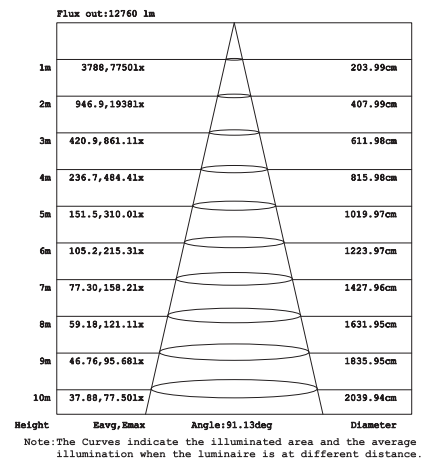 Flux out:12760 lm
1m 3788,7750lx 203.99cm
2m 946.9,1938lx 407.99cm
3m 420.9,861.1lx 611.98cm
4m 236.7,484.4lx 815.98cm
5m 151.5,310.0lx 1019.97cm
6m 105.2,215.3lx 1223.97cm
7m 77.30,158.2lx 1427.96cm
8m 59.18,121.1lx 1631.95cm
9m 46.76,95.68lx 1835.95cm
10m 37.88,77.50lx 2039.94cm
Height Eavg,Emax Angle:91.13deg Diameter
Note:The Curves indicate the illuminated area and the average
illumination when the luminaire is at different distance.